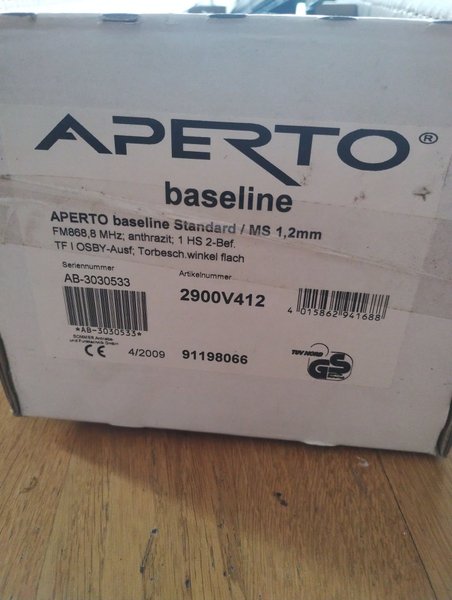 APERTO®
baseline
APERTO baseline Standard / MS 1,2mm
FM868,8 MHz; anthrazit; 1 HS 2-Bef.
TF I OSBY-Ausf; Torbesch.winkel flach
Seriennummer
AB-3030533
Artikelnummer
2900V412
4 015862 941688
*AB-3030533*
SOMMER Antriebs-
und Funktechnik GmbH
CE 4/2009 91198066
TÜV NORD
GS